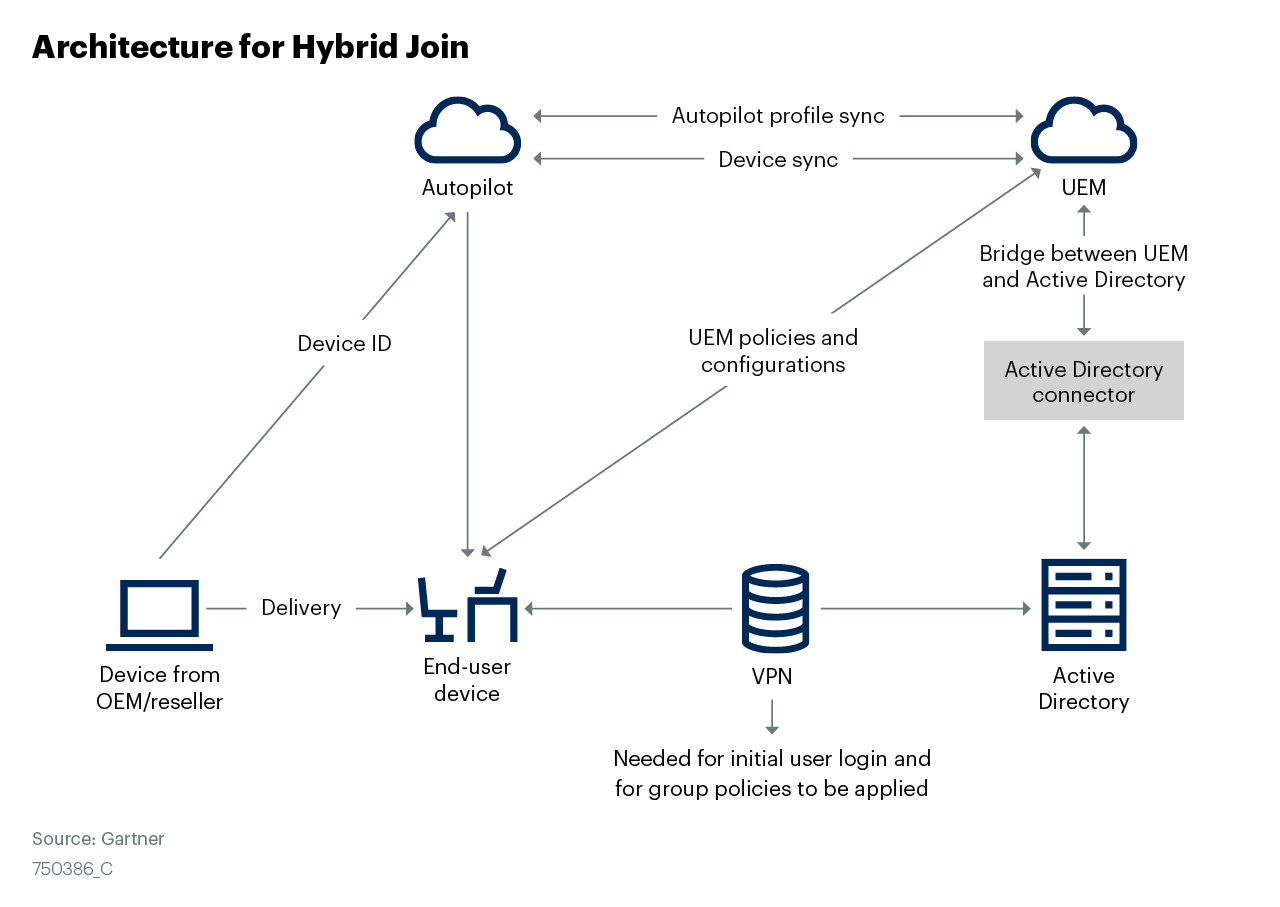 Architecture for Hybrid Join
Autopilot profile sync
Device sync
Autopilot
UEM
Bridge between UEM
and Active Directory
Device ID
UEM policies and
configurations
Active Directory
connector
Delivery
Device from
OEM/reseller
End-user
device
VPN
Active
Directory
Needed for initial user login and
for group policies to be applied
Source: Gartner
750386_C